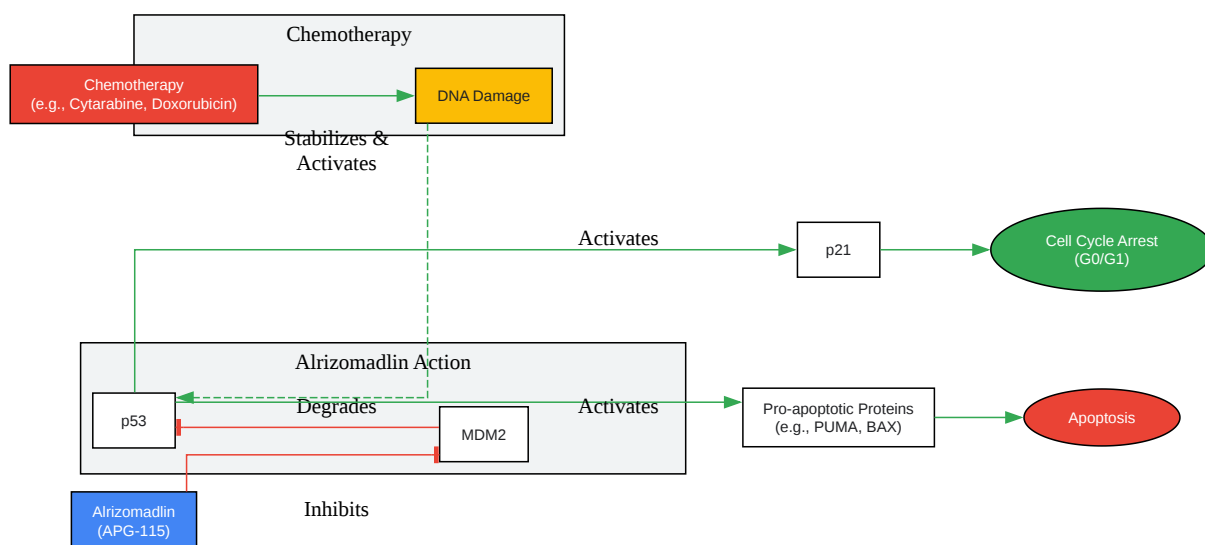 Chemotherapy
Chemotherapy
(e.g., Cytarabine, Doxorubicin)
DNA Damage
Stabilizes &
Activates
Activates
p21
Cell Cycle Arrest
(G0/G1)
Alrizomadlin Action
p53
Degrades
Activates
MDM2
Pro-apoptotic Proteins
(e.g., PUMA, BAX)
Apoptosis
Alrizomadlin
(APG-115)
Inhibits